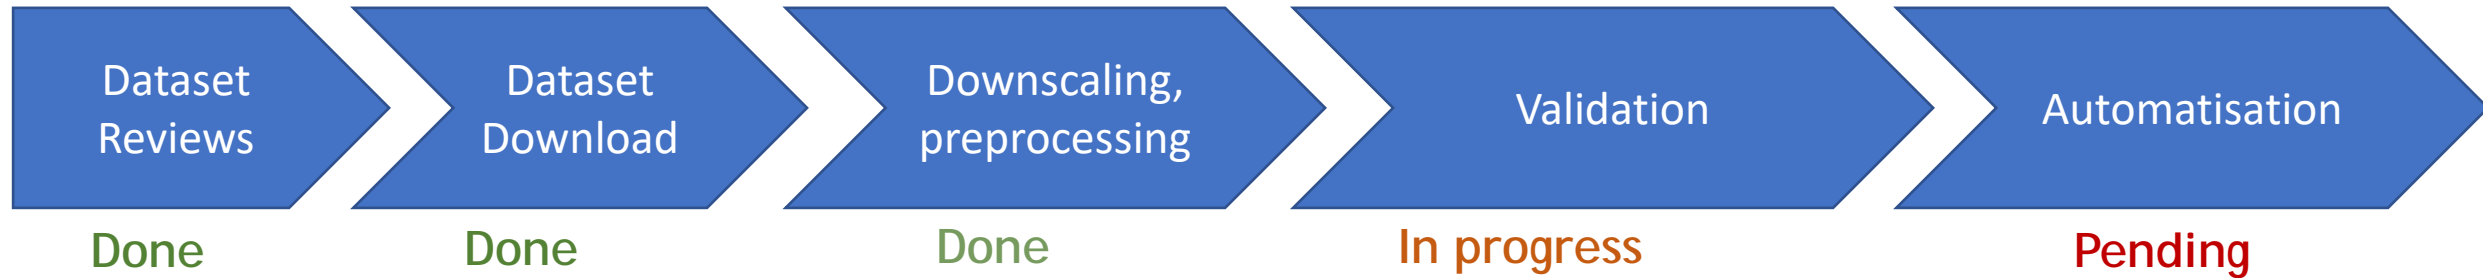 Dataset
Reviews
Dataset
Download
Downscaling,
preprocessing
Validation
Automatisation
Done
Done
Done
In progress
Pending